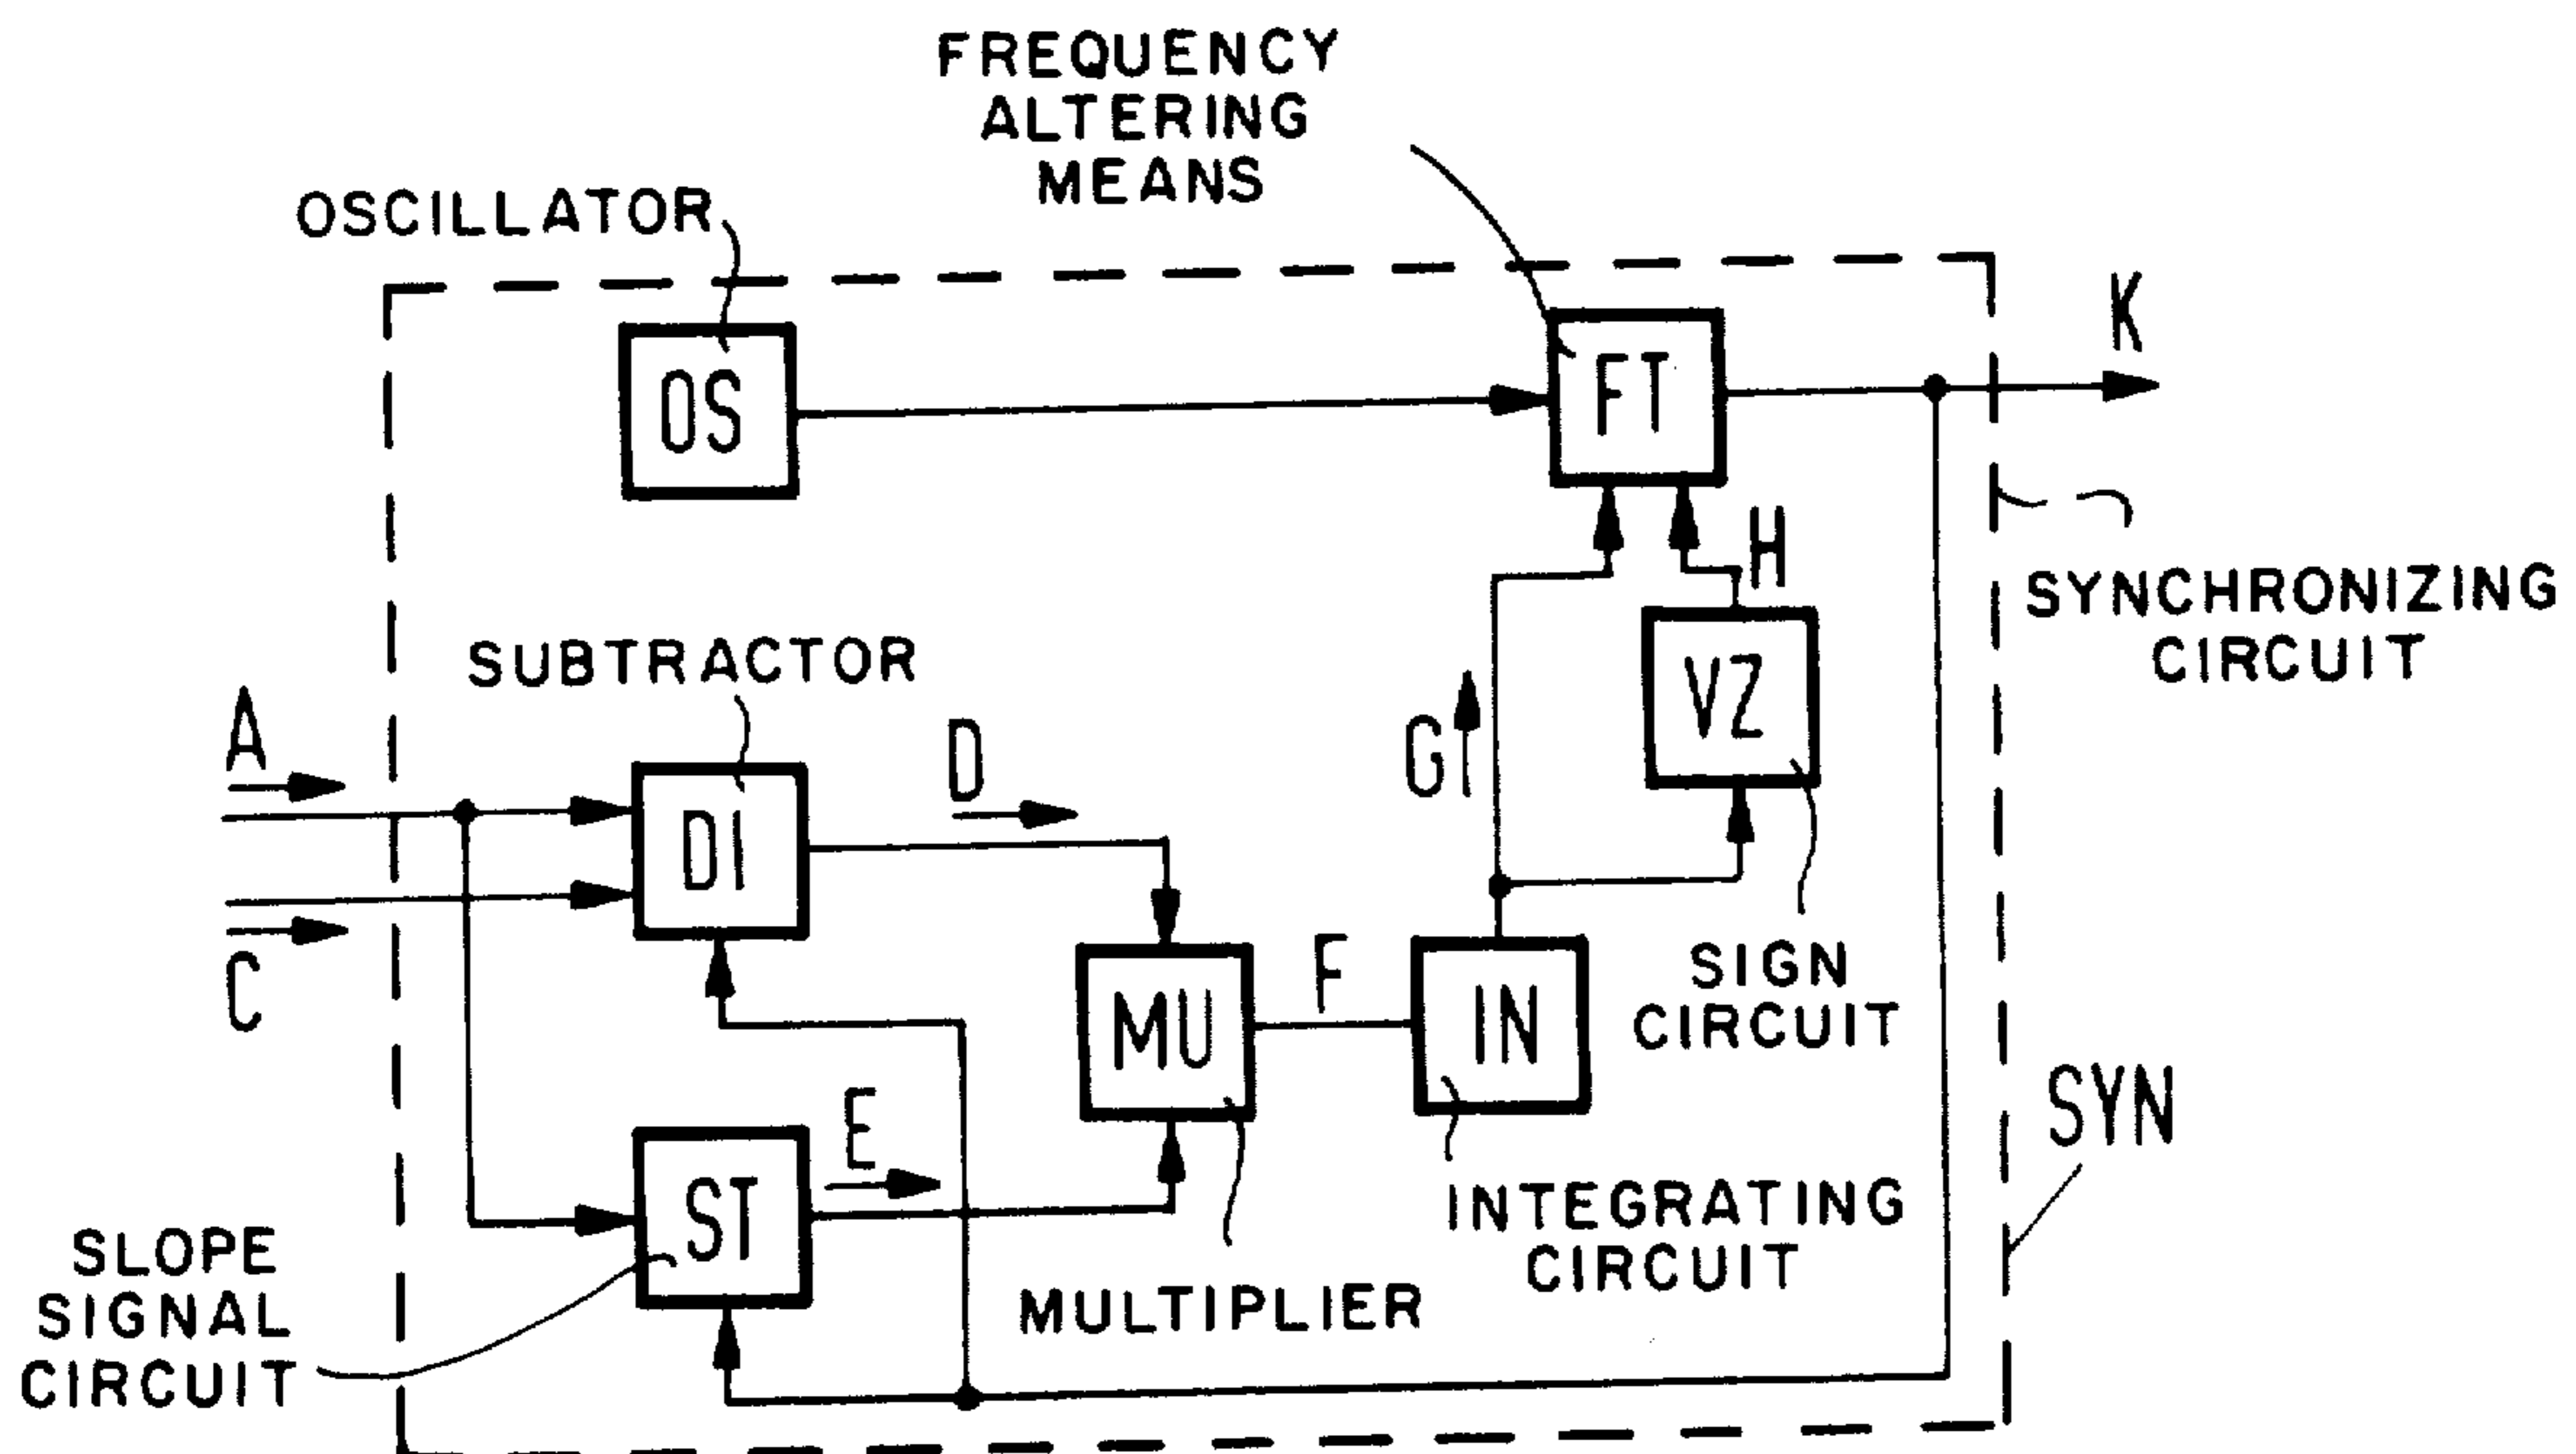 FREQUENCY
ALTERING
MEANS
OSCILLATOR
OS
FT
K
H
SYNCHRONIZING
CIRCUIT
SUBTRACTOR
VZ
A
D
G
DI
C
SIGN
CIRCUIT
F
MU
IN
E
SYN
ST
INTEGRATING
CIRCUIT
SLOPE
SIGNAL
CIRCUIT
MULTIPLIER